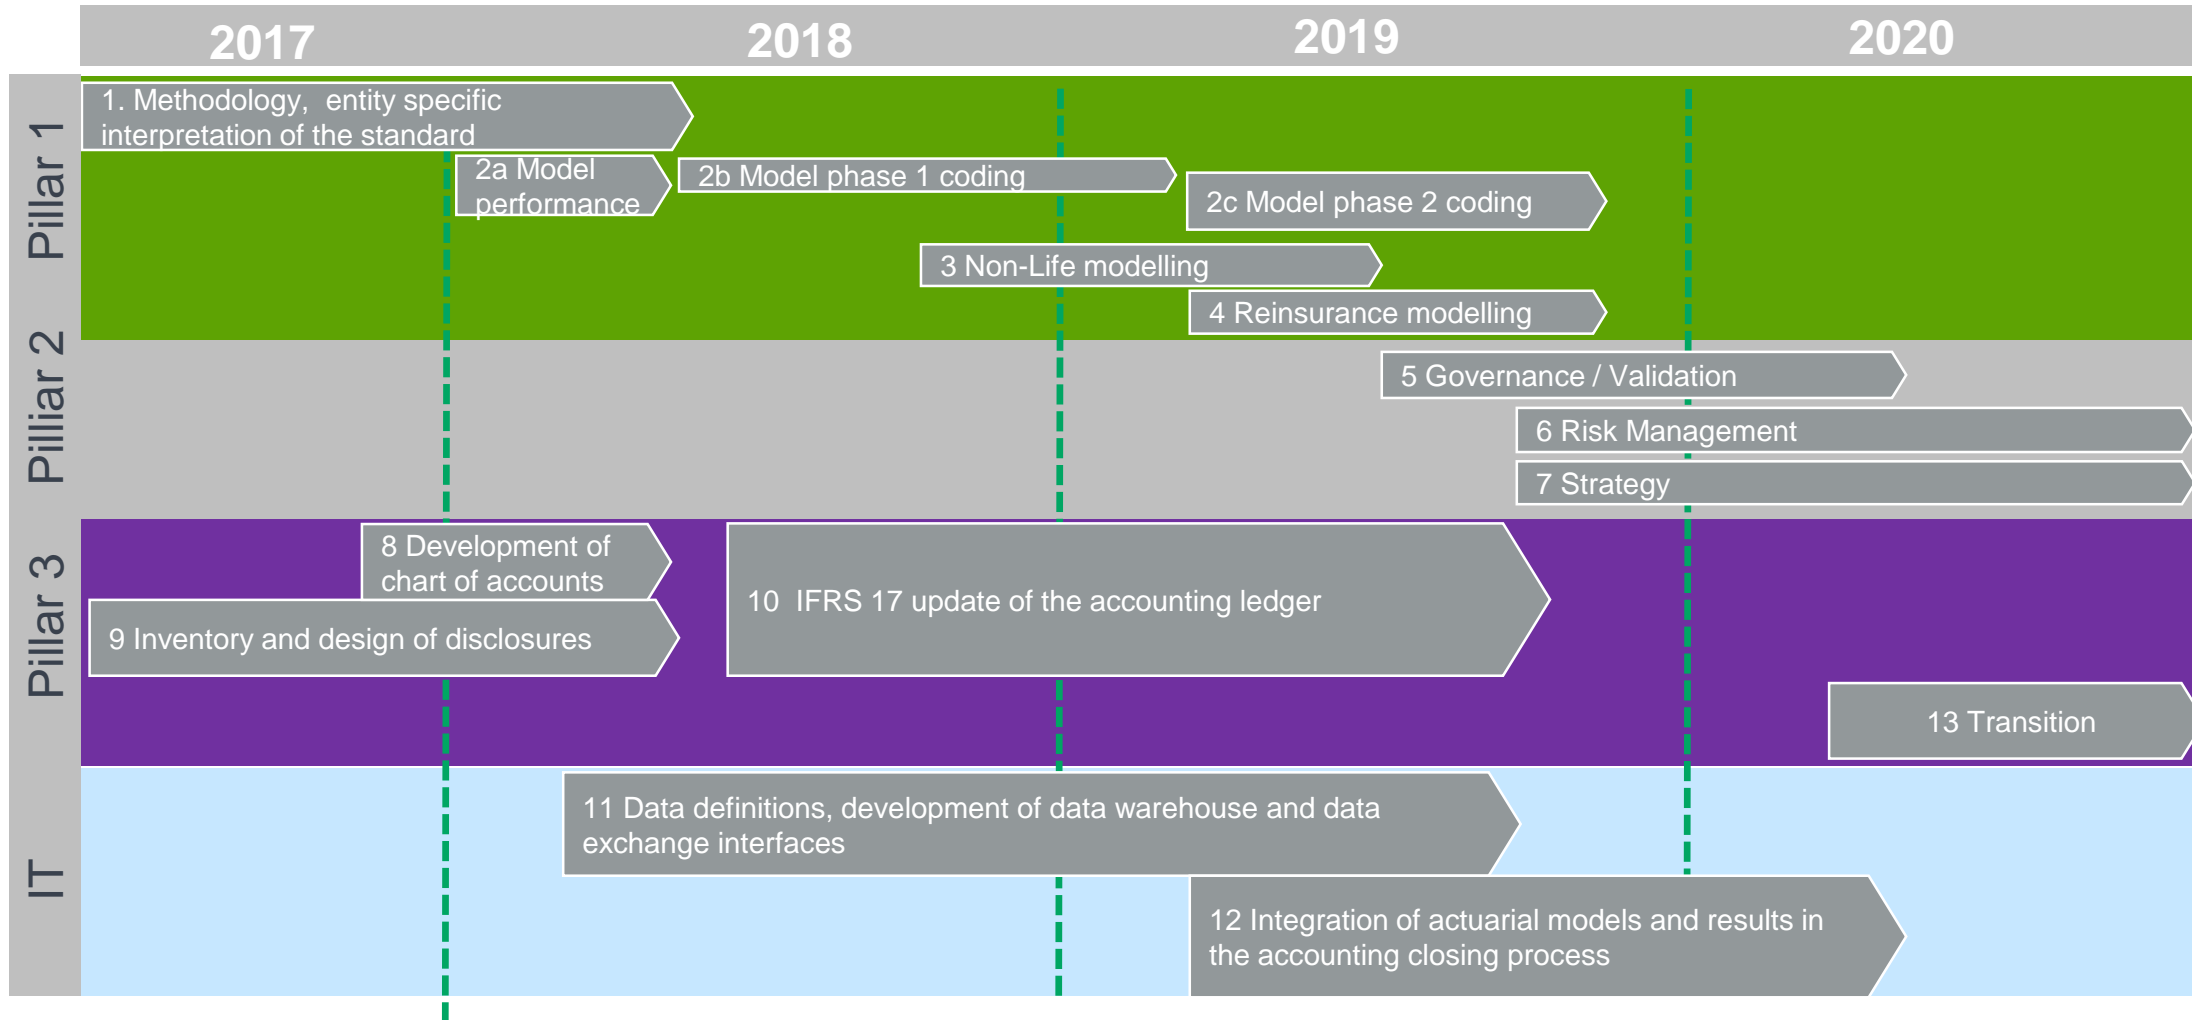 2017 2018 2019 2020
Pillar 1
1. Methodology, entity specific
interpretation of the standard
2a Model
performance
2b Model phase 1 coding
2c Model phase 2 coding
3 Non-Life modelling
4 Reinsurance modelling
Pilliar 2
5 Governance / Validation
6 Risk Management
7 Strategy
Pillar 3
8 Development of
chart of accounts
9 Inventory and design of disclosures
10 IFRS 17 update of the accounting ledger
13 Transition
IT
11 Data definitions, development of data warehouse and data
exchange interfaces
12 Integration of actuarial models and results in
the accounting closing process